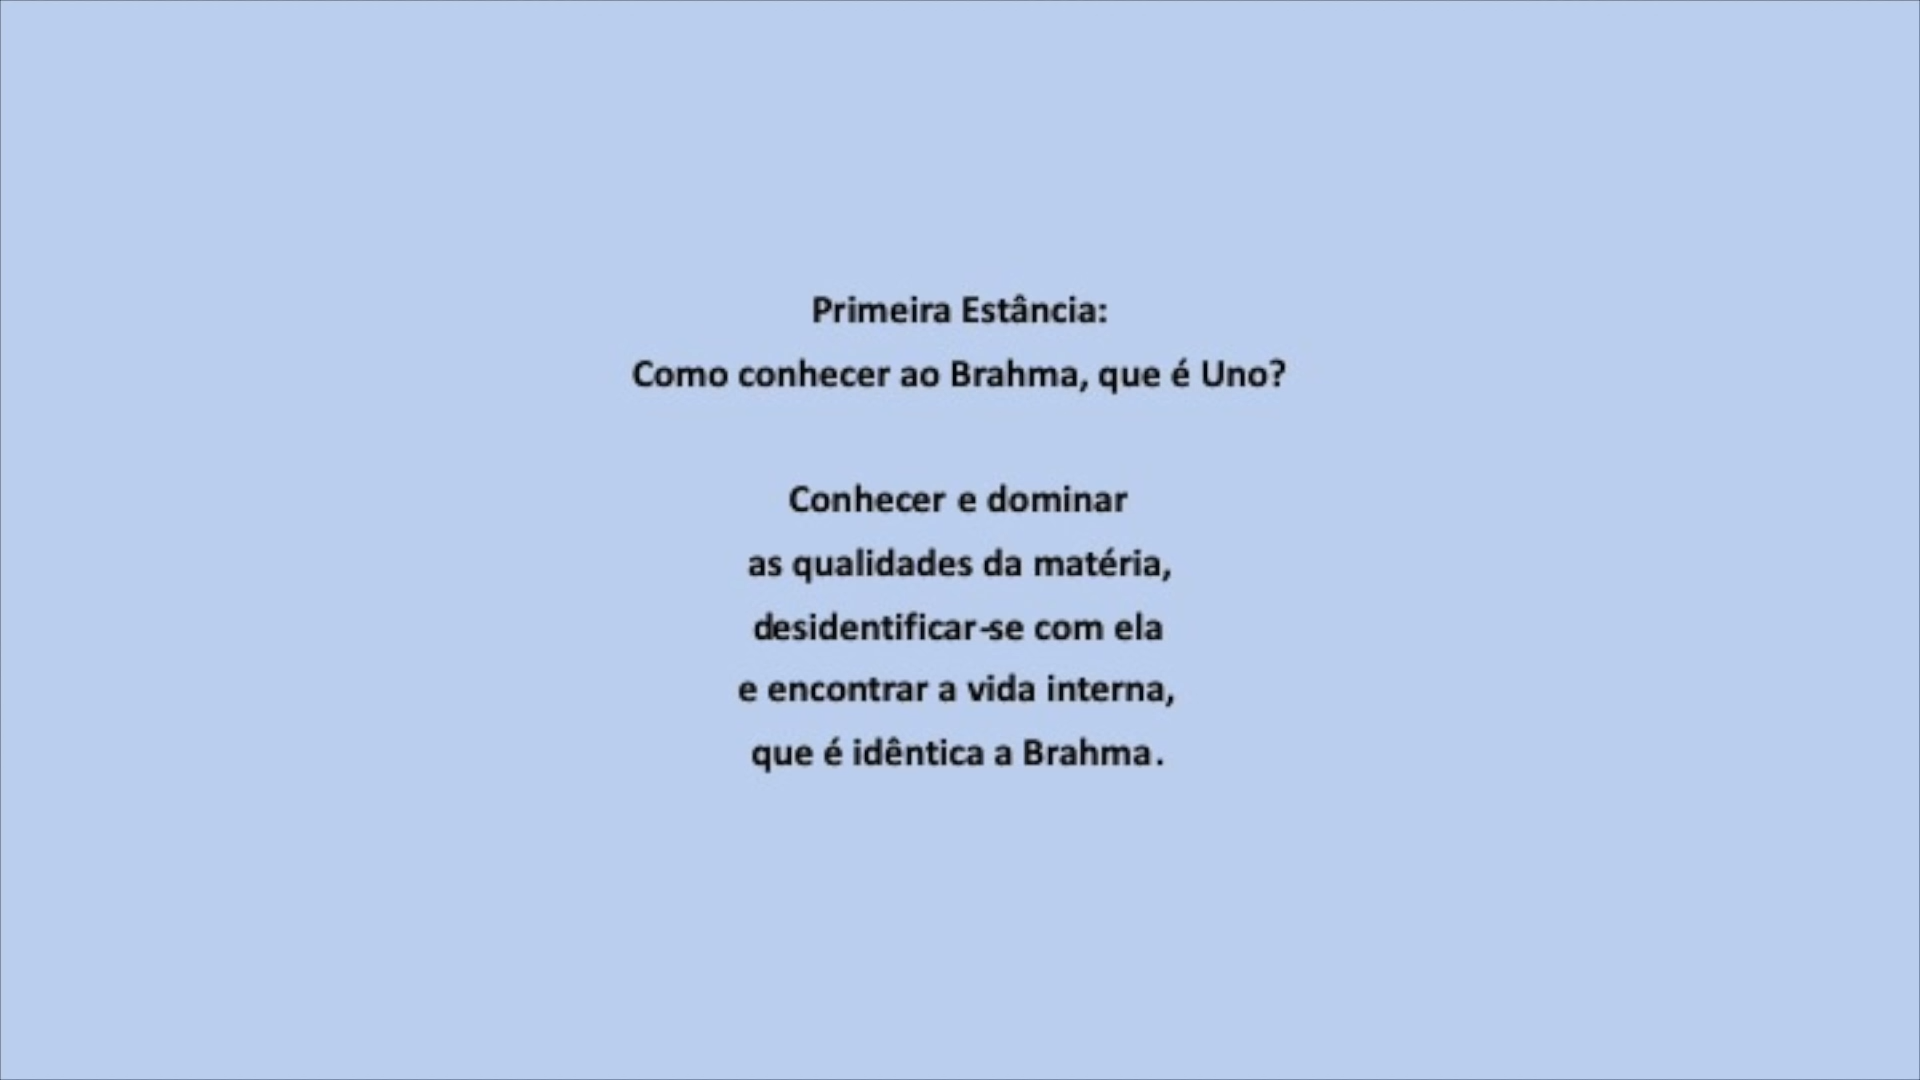 Primeira Estância:
Como conhecer ao Brahma, que é Uno?
Conhecer e dominar
as qualidades da matéria,
desidentificar-se com ela
e encontrar a vida interna,
que é idêntica a Brahma.